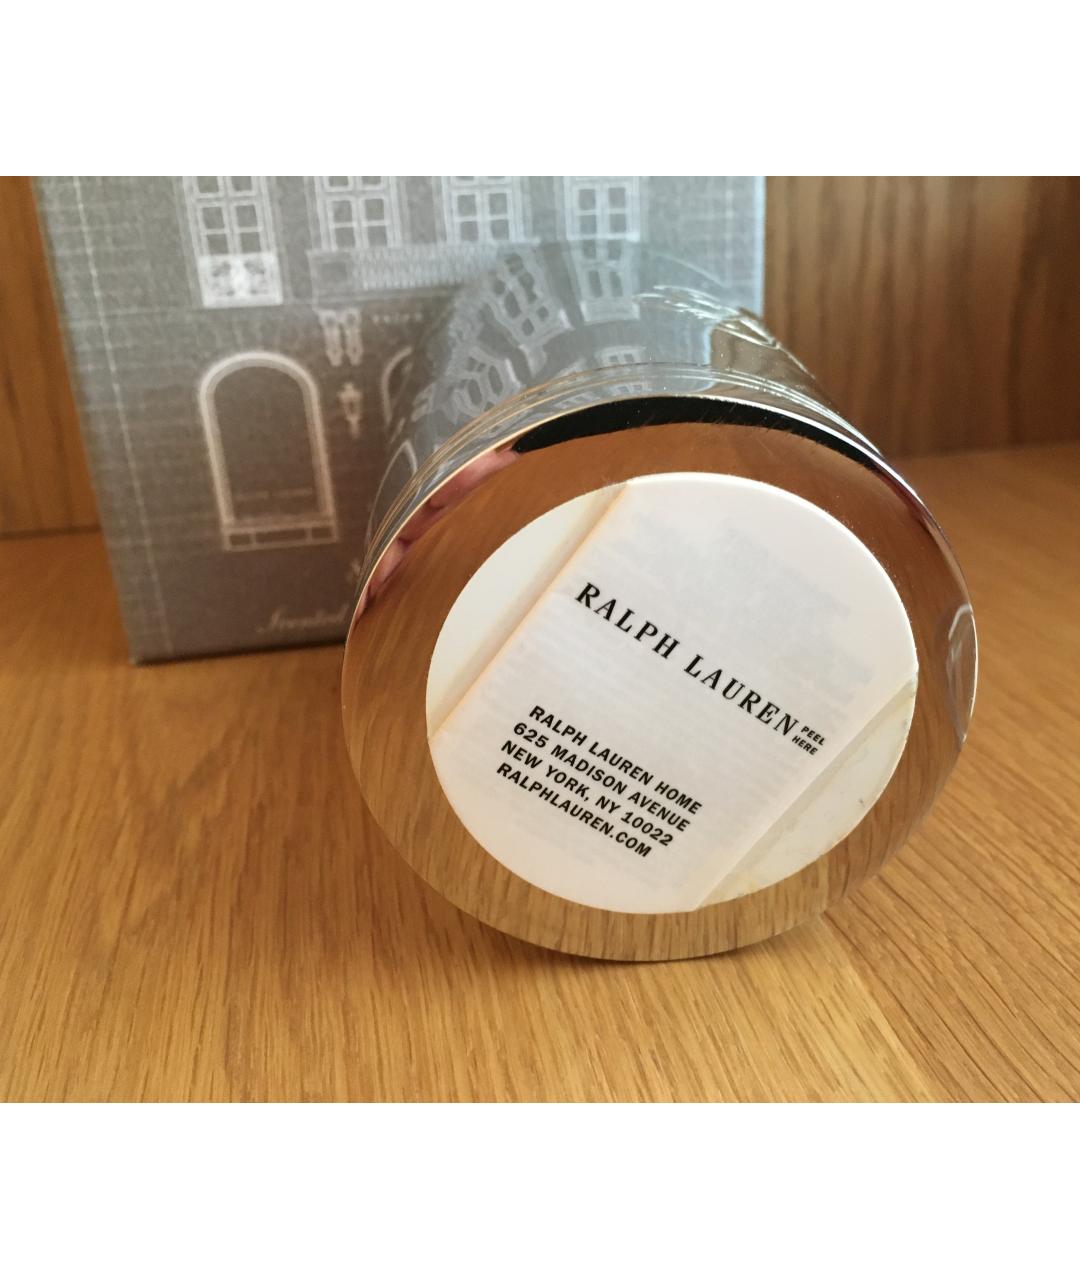 RALPH LAUREN
PEEL
HERE
RALPH LAUREN HOME
625 MADISON AVENUE
NEW YORK, NY 10022
RALPHLAUREN.COM